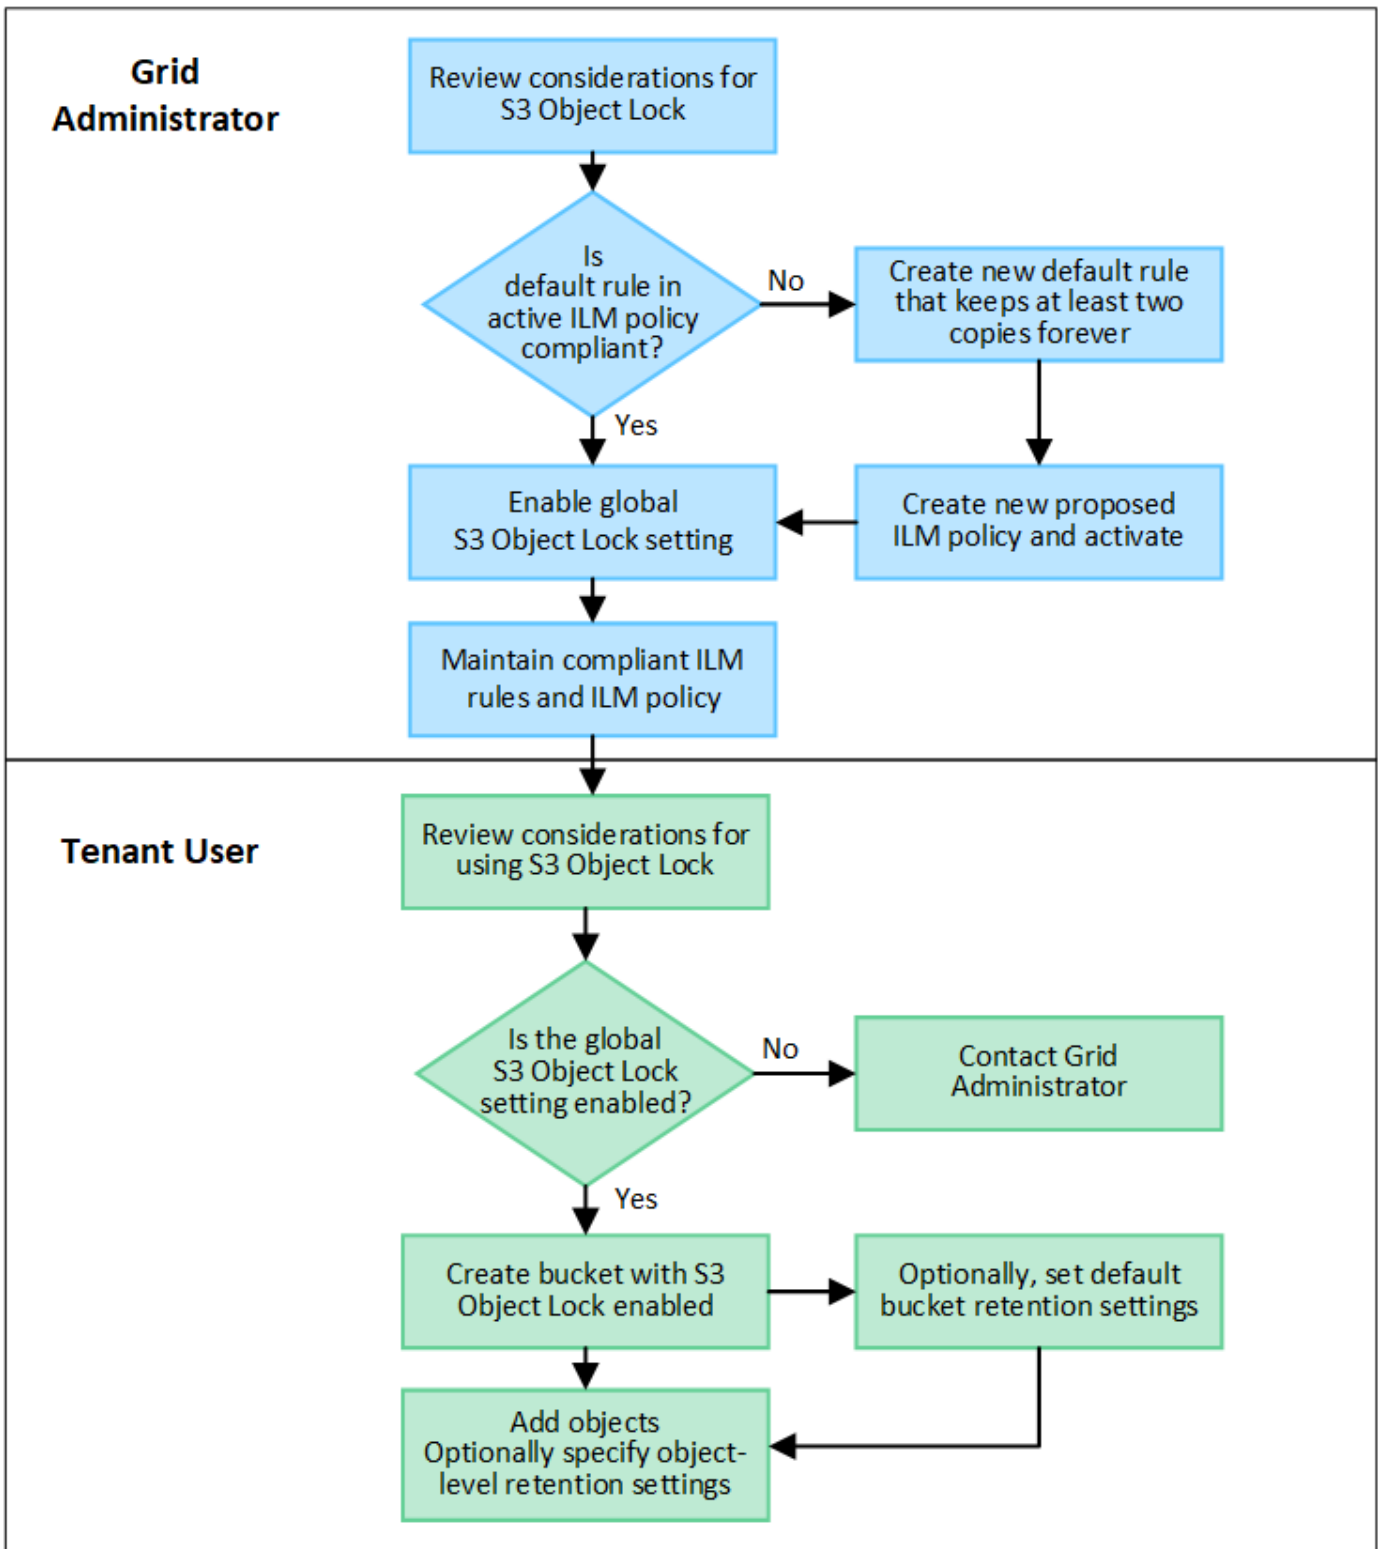 Grid
Administrator
Review considerations for
S3 Object Lock
Is
default rule in
active ILM policy
compliant?
No
Create new default rule
that keeps at least two
copies forever
Yes
Enable global
S3 Object Lock setting
Create new proposed
ILM policy and activate
Maintain compliant ILM
rules and ILM policy
Tenant User
Review considerations for
using S3 Object Lock
Is the global
S3 Object Lock
setting enabled?
No
Contact Grid
Administrator
Yes
Create bucket with S3
Object Lock enabled
Optionally, set default
bucket retention settings
Add objects
Optionally specify object-
level retention settings